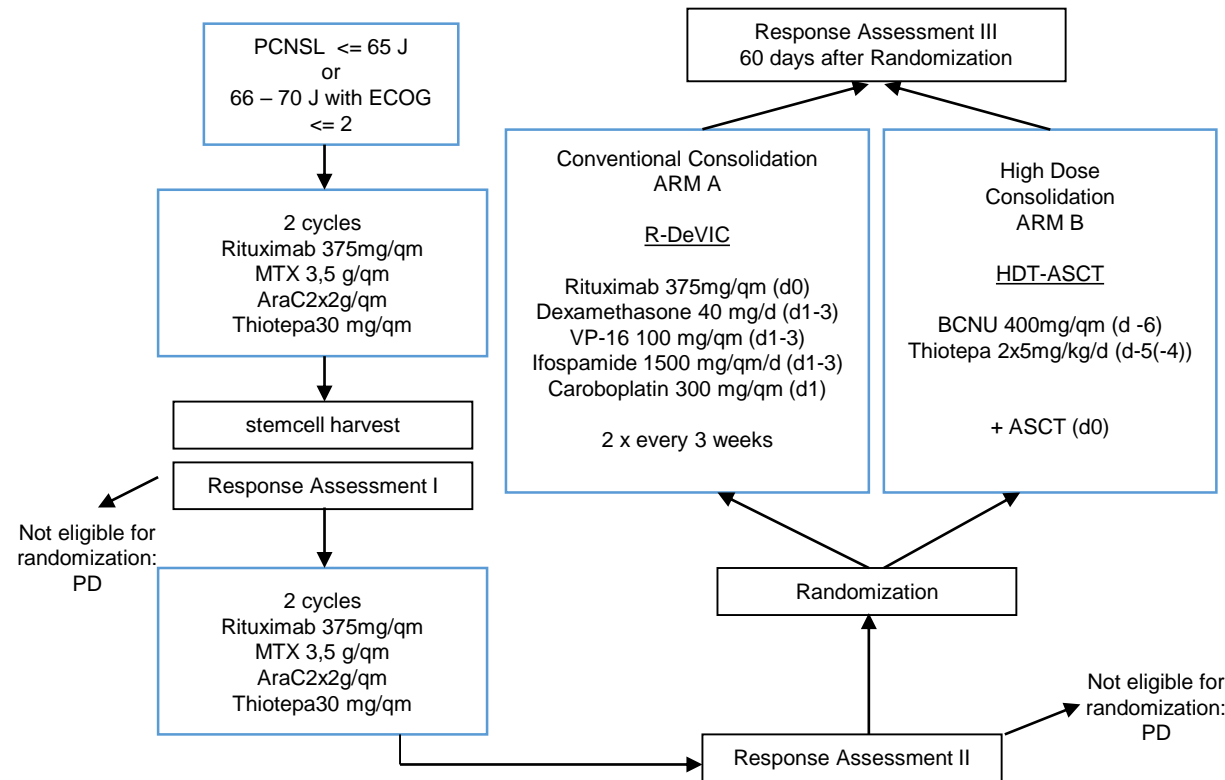 PCNSL <= 65 J
or
66 – 70 J with ECOG
<= 2
2 cycles
Rituximab 375mg/qm
MTX 3,5 g/qm
AraC2x2g/qm
Thiotepa30 mg/qm
stemcell harvest
Response Assessment I
Not eligible for
randomization:
PD
2 cycles
Rituximab 375mg/qm
MTX 3,5 g/qm
AraC2x2g/qm
Thiotepa30 mg/qm
Response Assessment II
Not eligible for
randomization:
PD
Randomization
Conventional Consolidation
ARM A
R-DeVIC
Rituximab 375mg/qm (d0)
Dexamethasone 40 mg/d (d1-3)
VP-16 100 mg/qm (d1-3)
Ifospamide 1500 mg/qm/d (d1-3)
Caroboplatin 300 mg/qm (d1)
2 x every 3 weeks
High Dose
Consolidation
ARM B
HDT-ASCT
BCNU 400mg/qm (d -6)
Thiotepa 2x5mg/kg/d (d-5(-4))
+ ASCT (d0)
Response Assessment III
60 days after Randomization